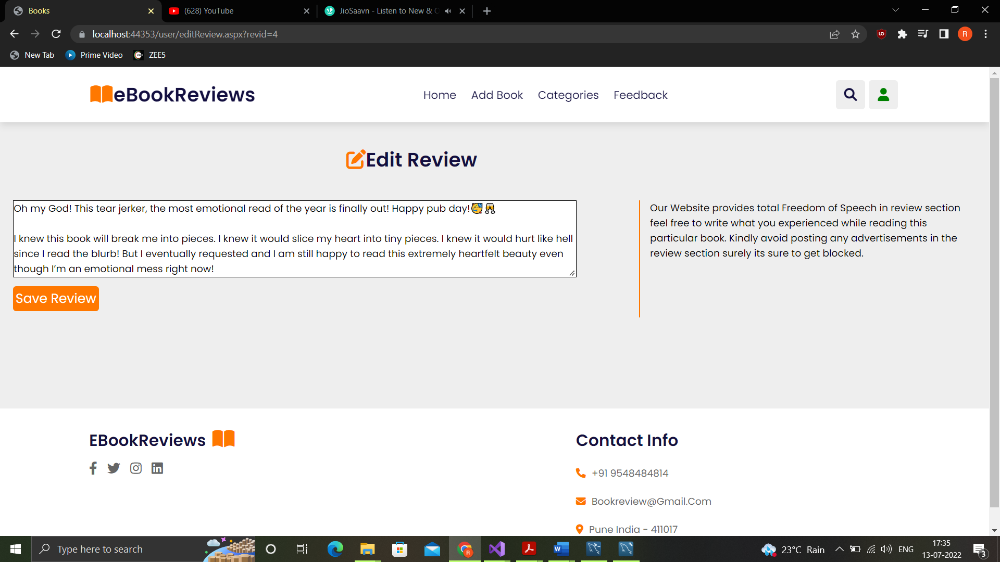 Books
(628) YouTube
JioSaavn - Listen to New &
localhost:44353/user/editReview.aspx?revid=4
R
New Tab
Prime Video
ZEE5
eBookReviews
Home
Add Book
Categories
Feedback
Edit Review
Oh my God! This tear jerker, the most emotional read of the year is finally out! Happy pub day!🥳🥂
I knew this book will break me into pieces. I knew it would slice my heart into tiny pieces. I knew it would hurt like hell
since I read the blurb! But I eventually requested and I am still happy to read this extremely heartfelt beauty even
though I’m an emotional mess right now!
Save Review
Our Website provides total Freedom of Speech in review section
feel free to write what you experienced while reading this
particular book. Kindly avoid posting any advertisements in the
review section surely its sure to get blocked.
EBookReviews
Contact Info
+91 9548484814
Bookreview@Gmail.Com
Pune India - 411017
Type here to search
23°C Rain
ENG
17:35
13-07-2022
3